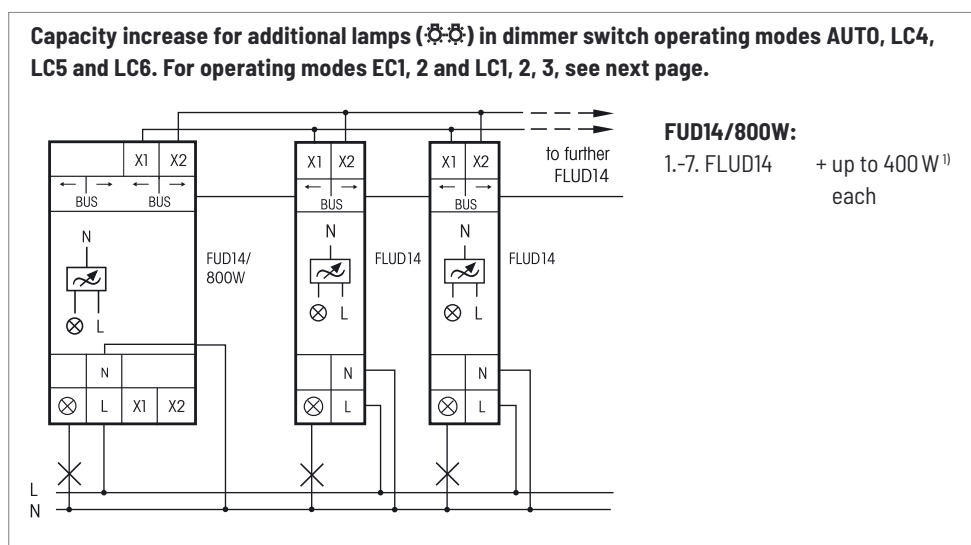 Capacity increase for additional lamps () in dimmer switch operating modes AUTO, LC4,
LC5 and LC6. For operating modes EC1, 2 and LC1, 2, 3, see next page.
FUD14/800W:
1.-7. FLUD14 + up to 400 W 1)
each
to further
FLUD14
X1 X2
BUS BUS
N
L
FUD14/
800W
N
L X1 X2
X1 X2
BUS
N
L
FLUD14
N
L
X1 X2
BUS
N
L
FLUD14
N
L
L
N